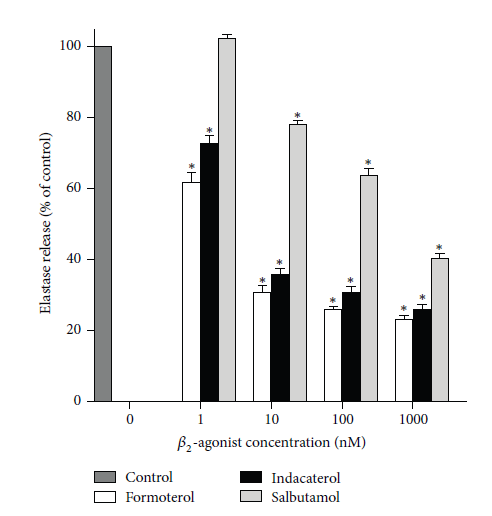 100
80
60
40
20
0
Elastase release (% of control)
* * * * * * * * * * *
0 1 10 100 1000
β₂-agonist concentration (nM)
Control Indacaterol
Formoterol Salbutamol